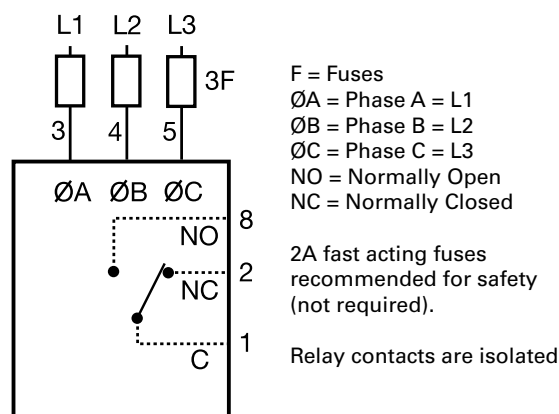 L1 L2 L3
3F
3 4 5
ØA ØB ØC
8
NO
2
NC
1
C
F = Fuses
ØA = Phase A = L1
ØB = Phase B = L2
ØC = Phase C = L3
NO = Normally Open
NC = Normally Closed
2A fast acting fuses
recommended for safety
(not required).
Relay contacts are isolated